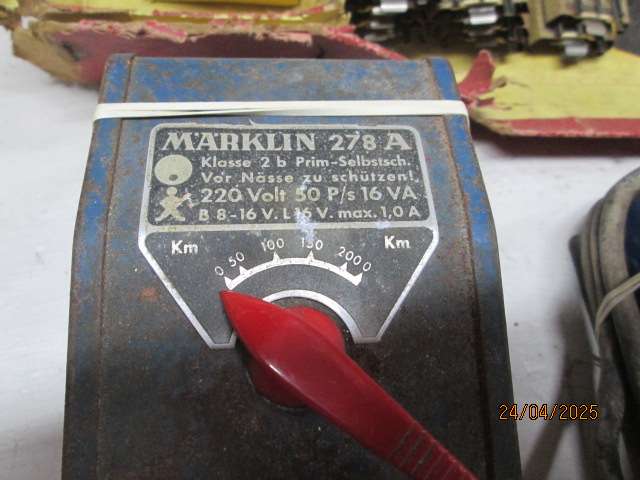 MÄRKLIN 278 A
Klasse 2 b Prim-Selbstsch.
Vor Nässe zu schützen!
220 Volt 50 P/s 16 VA
B 8-16 V. L 16 V. max. 1,0 A
Km Km
0 50 100 150 200 0
24/04/2025